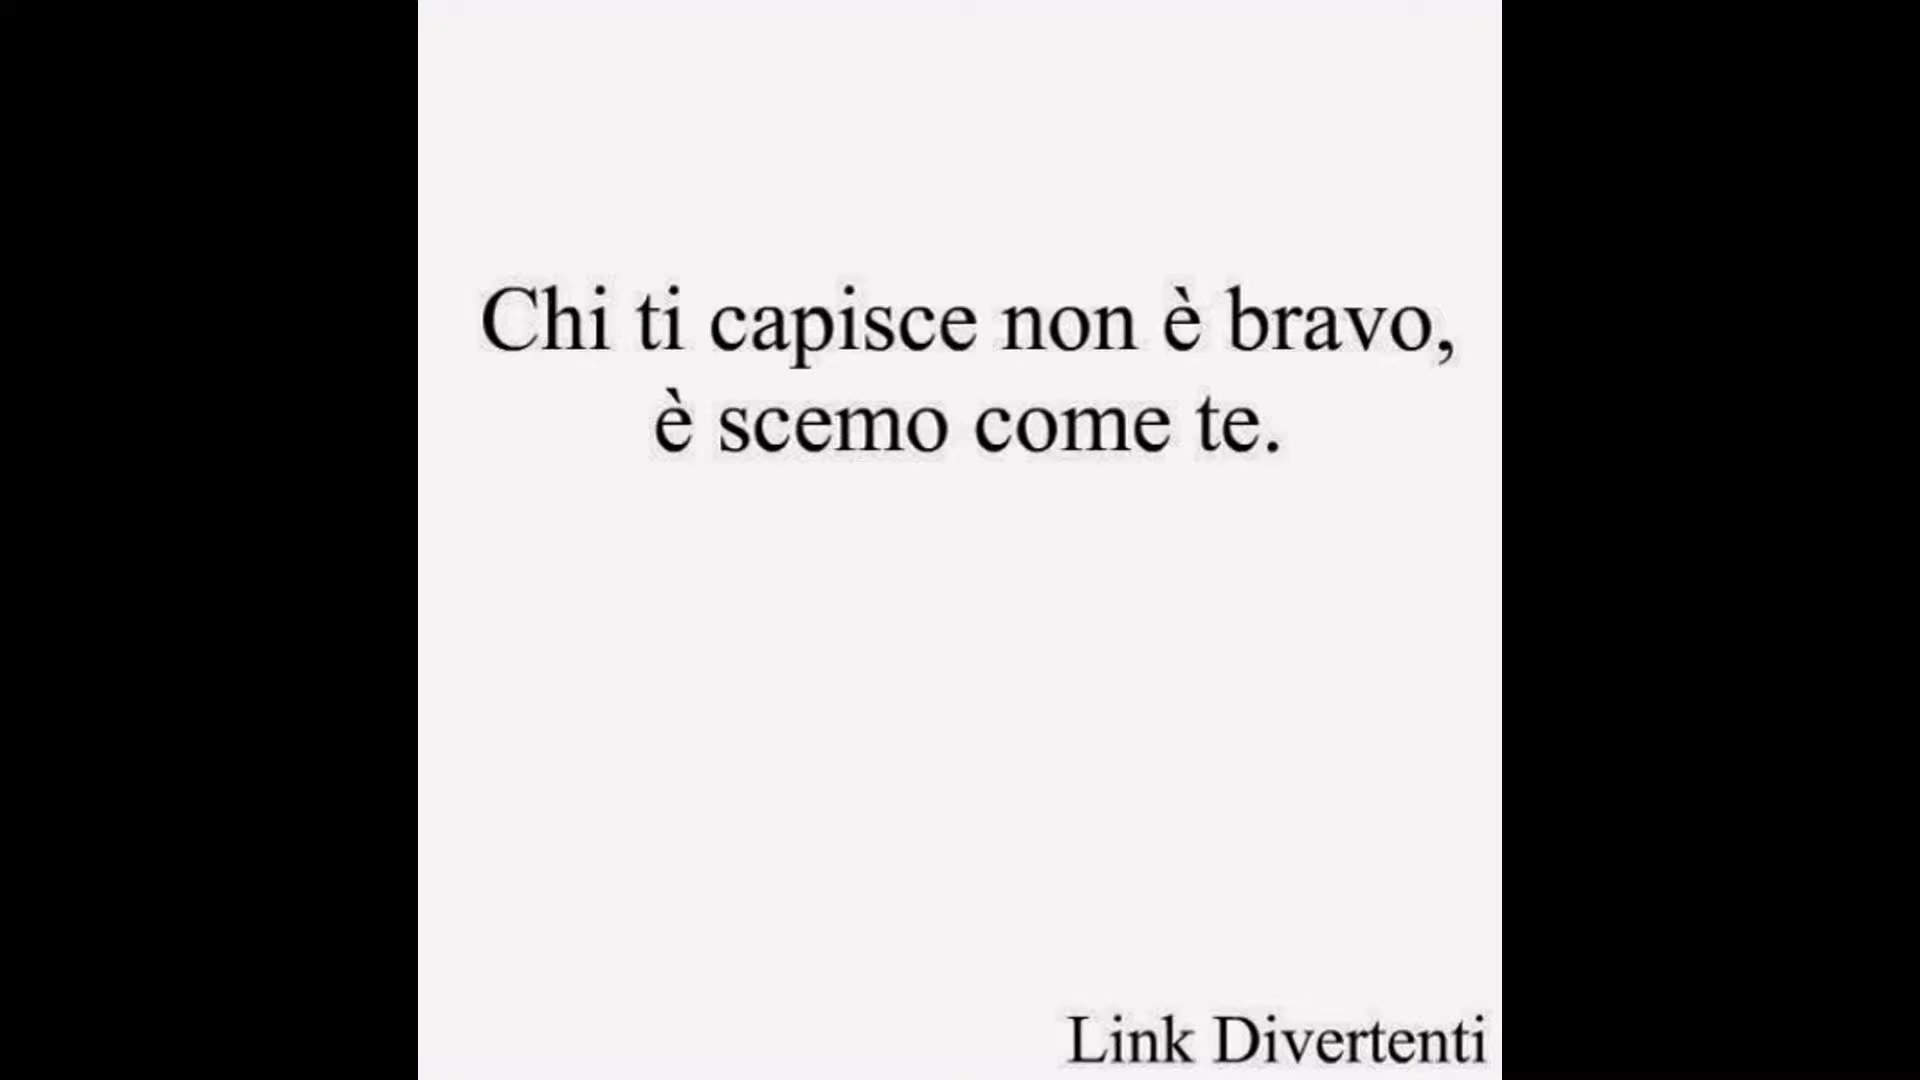 Chi ti capisce non è bravo,
è scemo come te.
Link Divertenti